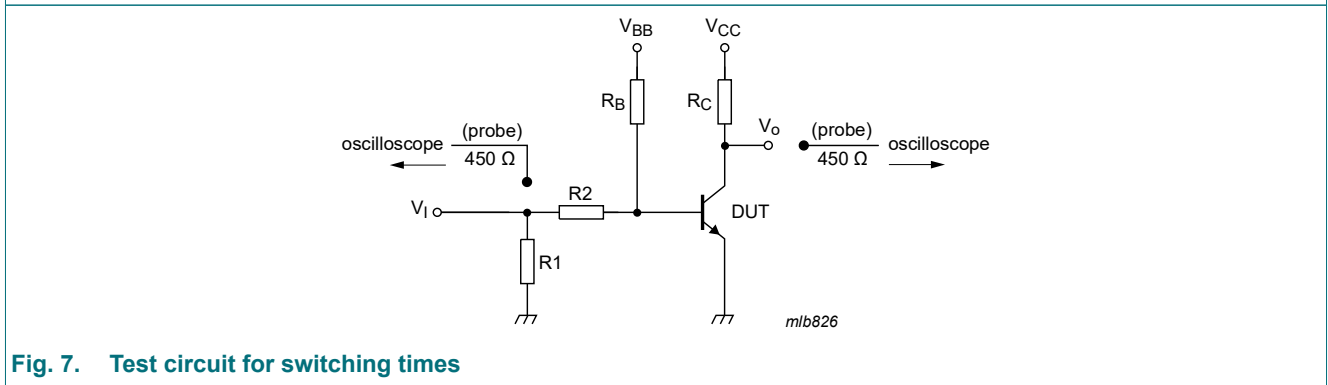 VBB VCC
RB RC
oscilloscope (probe) 450 Ω
Vo (probe) 450 Ω oscilloscope
R2
VI DUT
R1
mlb826
Fig. 7. Test circuit for switching times